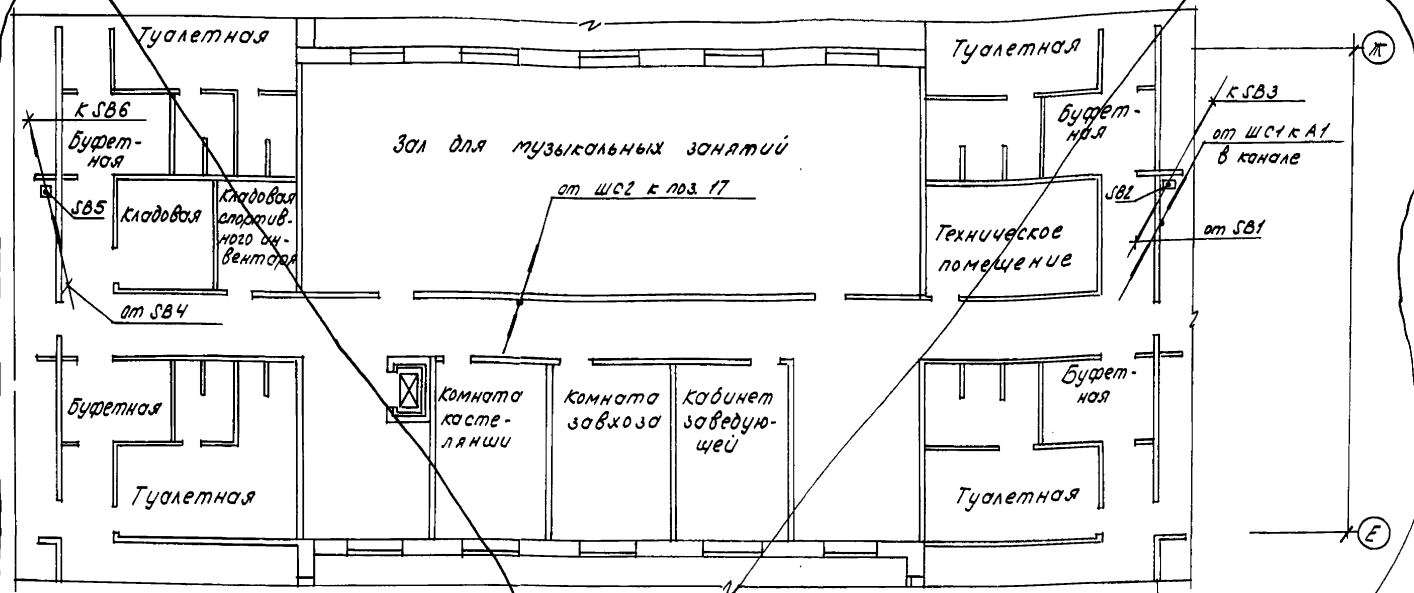 Туалетная
Туалетная
Ж
к SB6
к SB3
Буфет-
ная
Зал для музыкальных занятий
Буфет-
ная
от ШС1 к А1
в канале
от ШС2 к поз. 17
SB5
Кладовая
Кладовая
спортив-
ного ин-
вентаря
SB2
Техническое
помещение
от SB1
от SB4
Буфетная
Комната
касте-
лянши
Комната
завхоза
Кабинет
заведую-
щей
Буфет-
ная
Туалетная
Туалетная
Е